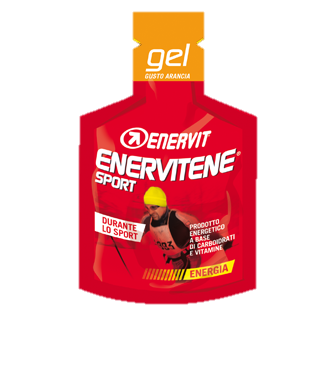 gel
GUSTO ARANCIA
ENERVIT
ENERVITENE®
SPORT
DURANTE
LO SPORT
PRODOTTO
ENERGETICO
A BASE
DI CARBOIDRATI
E VITAMINE
ENERGIA